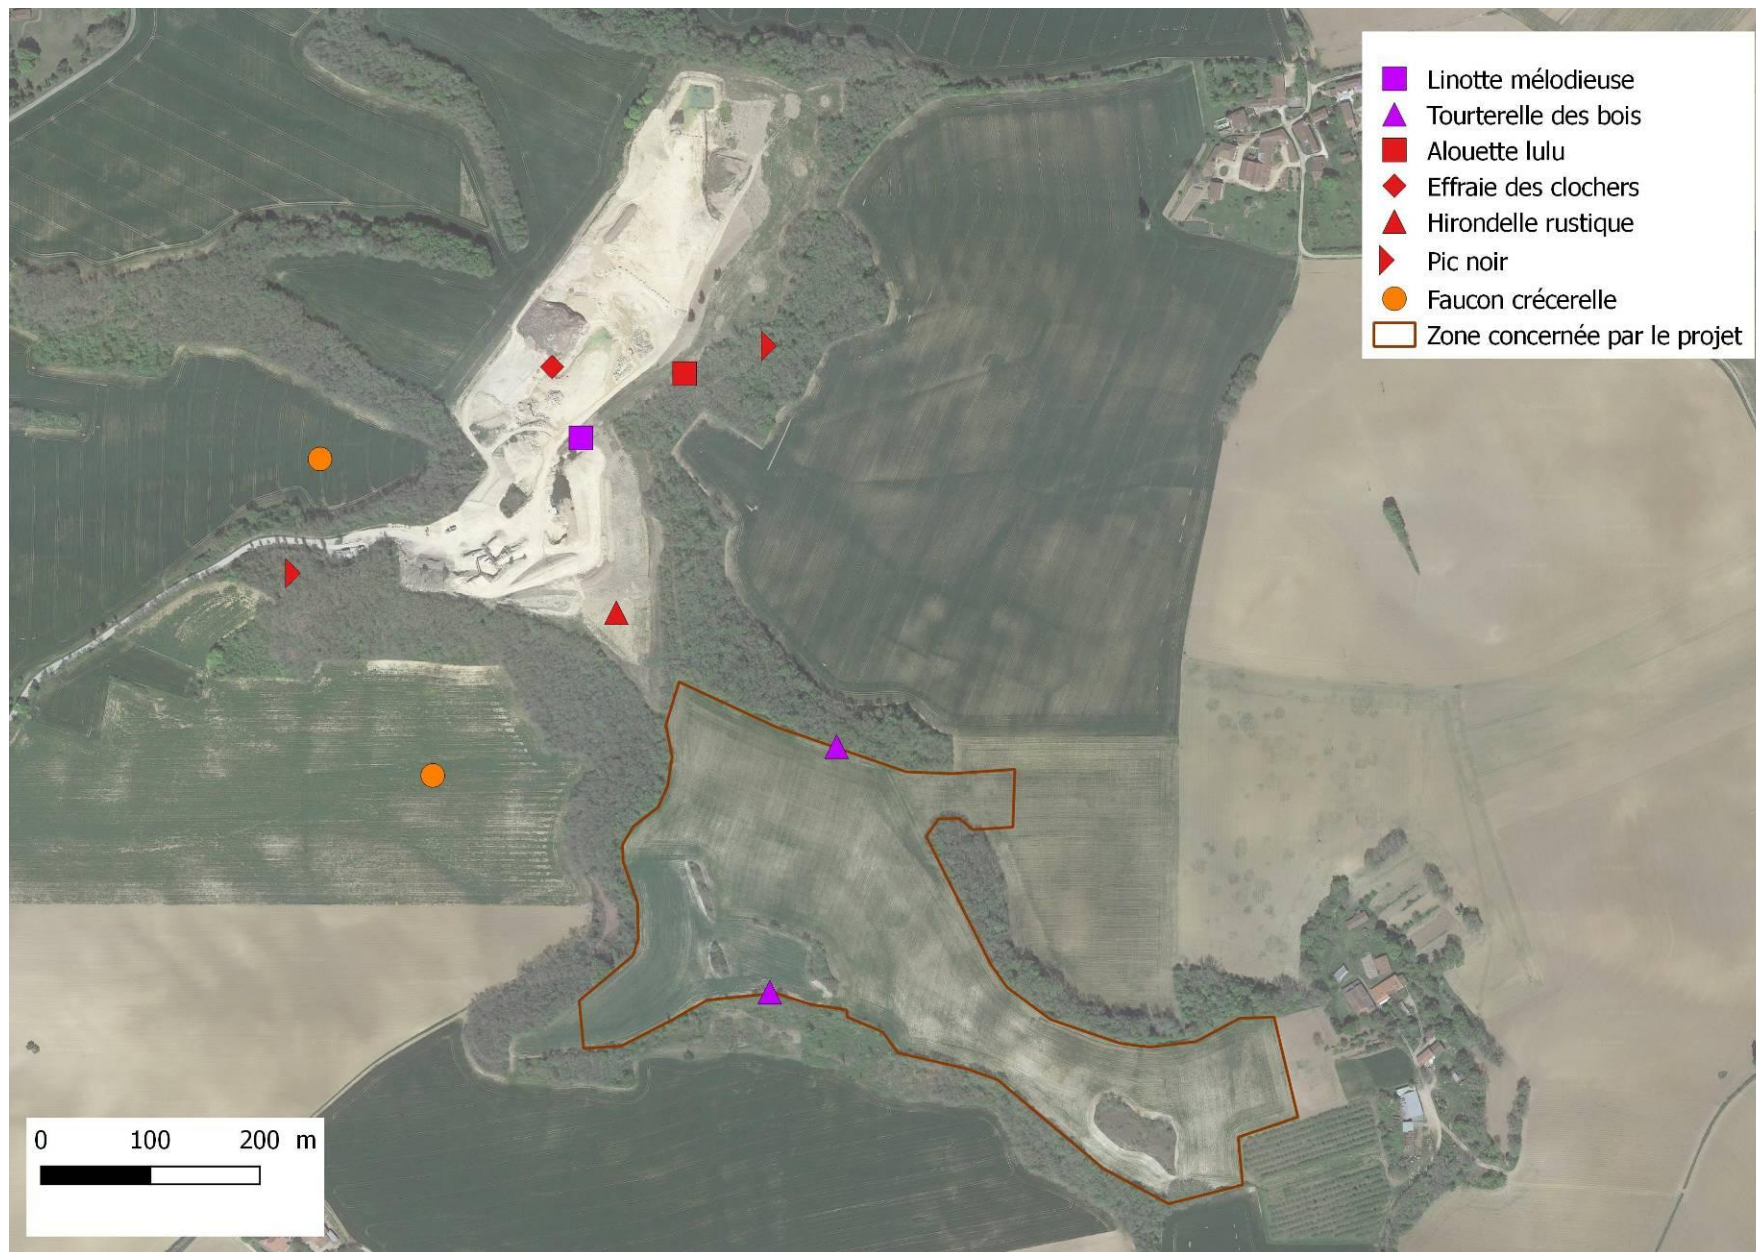 Linotte mélodieuse
Tourterelle des bois
Alouette lulu
Effraie des clochers
Hirondelle rustique
Pic noir
Faucon crécerelle
Zone concernée par le projet
0 100 200 m